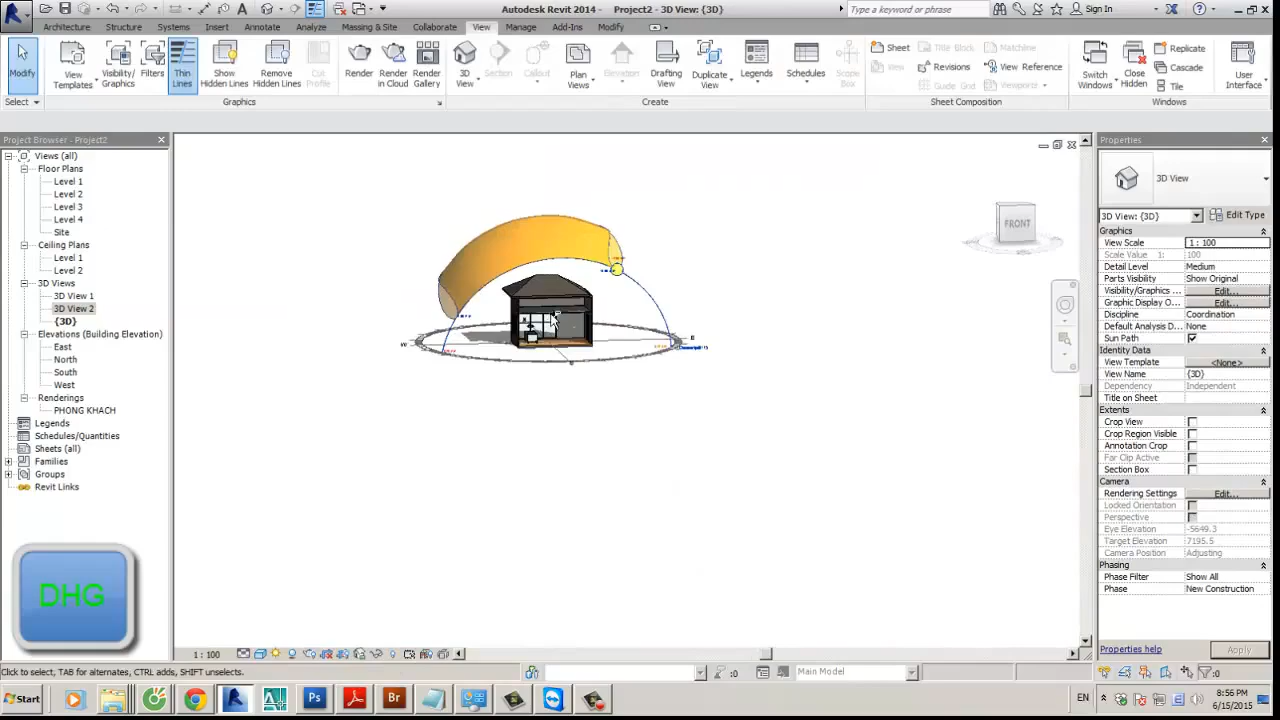 Autodesk Revit 2014 - Project2 - 3D View: {3D}
Type a keyword or phrase
Sign In
Architecture Structure Systems Insert Annotate Analyze Massing & Site Collaborate View Manage Add-Ins Modify
Modify
View Templates
Visibility/ Graphics
Filters
Thin Lines
Show Hidden Lines
Remove Hidden Lines
Cut Profile
Render
Render in Cloud
Render Gallery
3D View
Section
Callout
Plan Views
Elevation
Drafting View
Duplicate View
Legends
Schedules
Scope Box
Sheet
Title Block
Matchline
View
Revisions
View Reference
Guide Grid
Viewports
Switch Windows
Close Hidden
Replicate
Cascade
Tile
User Interface
Select
Graphics
Create
Sheet Composition
Windows
Project Browser - Project2
Views (all)
Floor Plans
Level 1
Level 2
Level 3
Level 4
Site
Ceiling Plans
Level 1
Level 2
3D Views
3D View 1
3D View 2
{3D}
Elevations (Building Elevation)
East
North
South
West
Renderings
PHONG KHACH
Legends
Schedules/Quantities
Sheets (all)
Families
Groups
Revit Links
DHG
FRONT
Properties
3D View
3D View: {3D}
Edit Type
Graphics
View Scale 1 : 100
Scale Value 1: 100
Detail Level Medium
Parts Visibility Show Original
Visibility/Graphics ... Edit...
Graphic Display O... Edit...
Discipline Coordination
Default Analysis D... None
Sun Path
Identity Data
View Template <None>
View Name {3D}
Dependency Independent
Title on Sheet
Extents
Crop View
Crop Region Visible
Annotation Crop
Far Clip Active
Section Box
Camera
Rendering Settings Edit...
Locked Orientation
Perspective
Eye Elevation -5649.3
Target Elevation 7195.5
Camera Position Adjusting
Phasing
Phase Filter Show All
Phase New Construction
Properties help
Apply
1 : 100
Click to select, TAB for alternates, CTRL adds, SHIFT unselects.
:0
Main Model
:0
Start
Ps
Br
EN
8:56 PM
6/15/2015